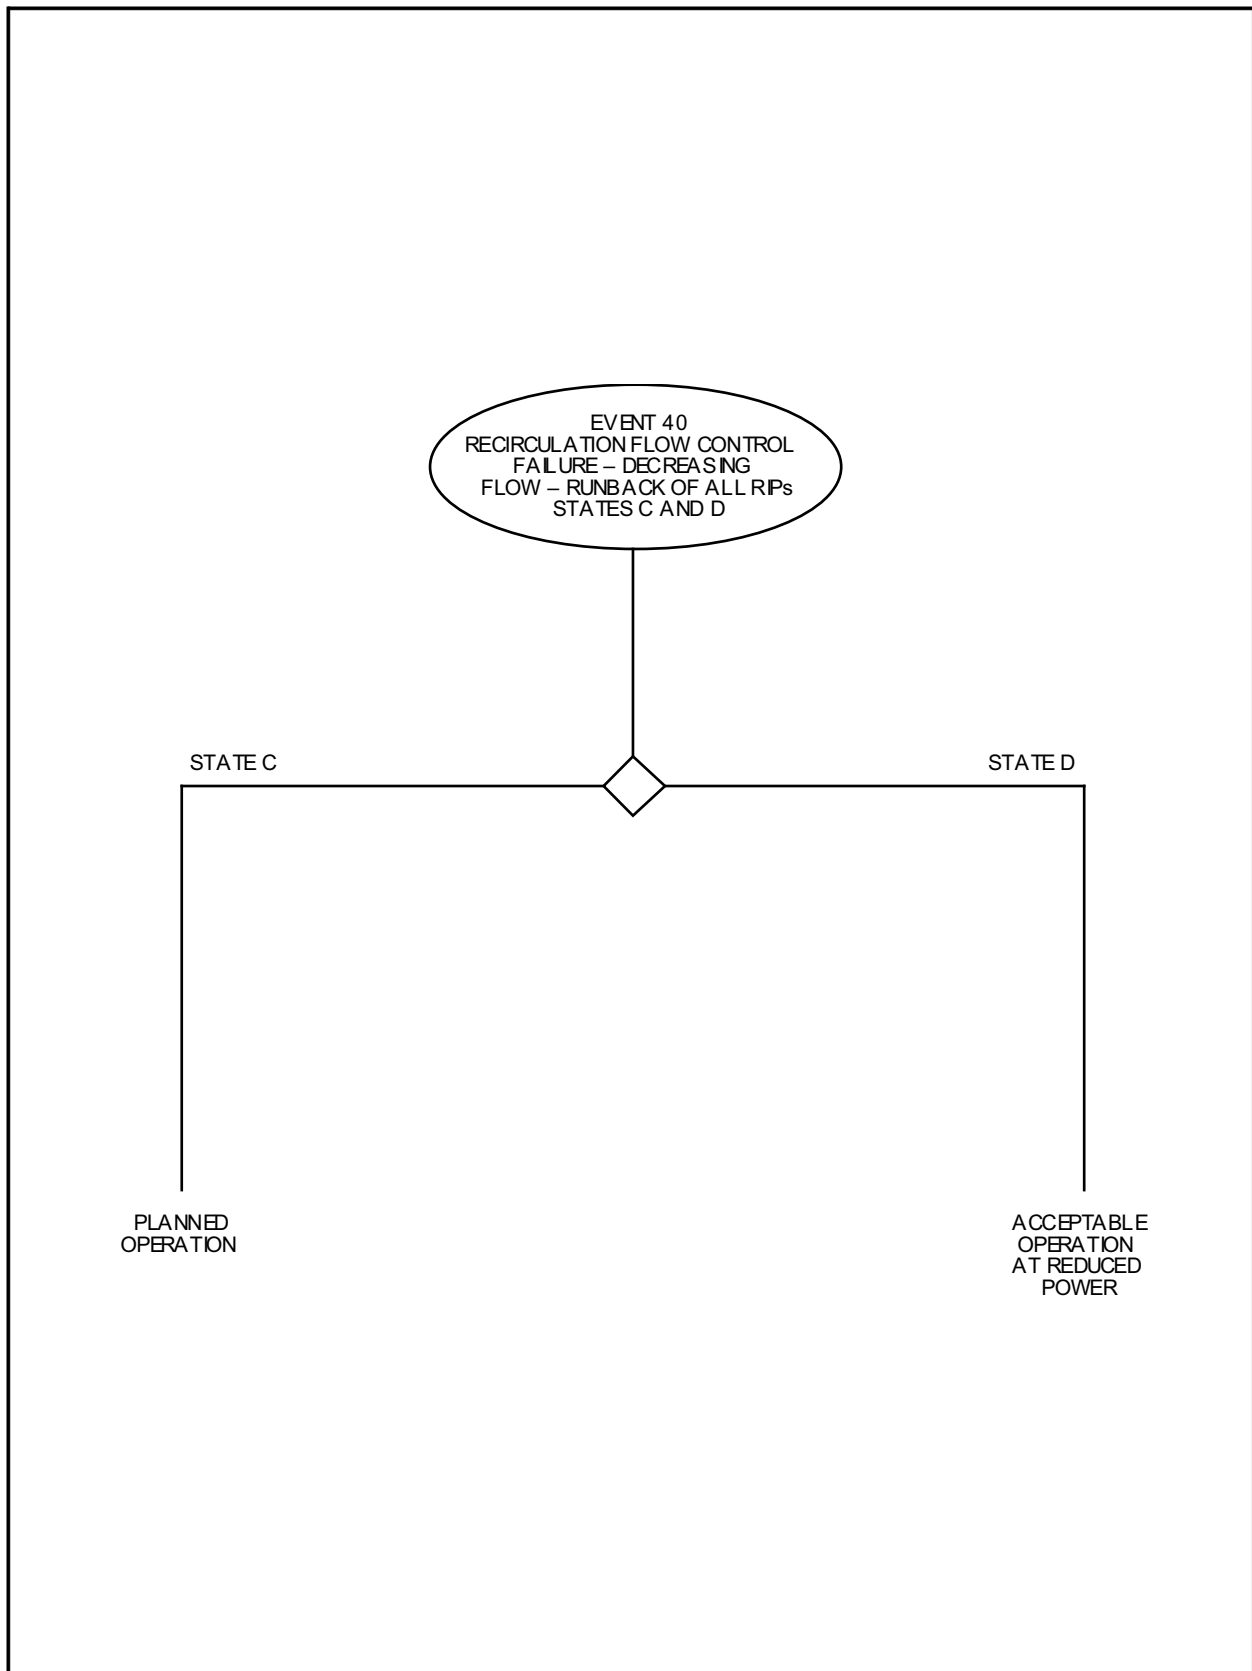 EVENT 40
RECIRCULATION FLOW CONTROL
FAILURE – DECREASING
FLOW – RUNBACK OF ALL RIPs
STATES C AND D
STATE C
STATE D
PLANNED
OPERATION
ACCEPTABLE
OPERATION
AT REDUCED
POWER